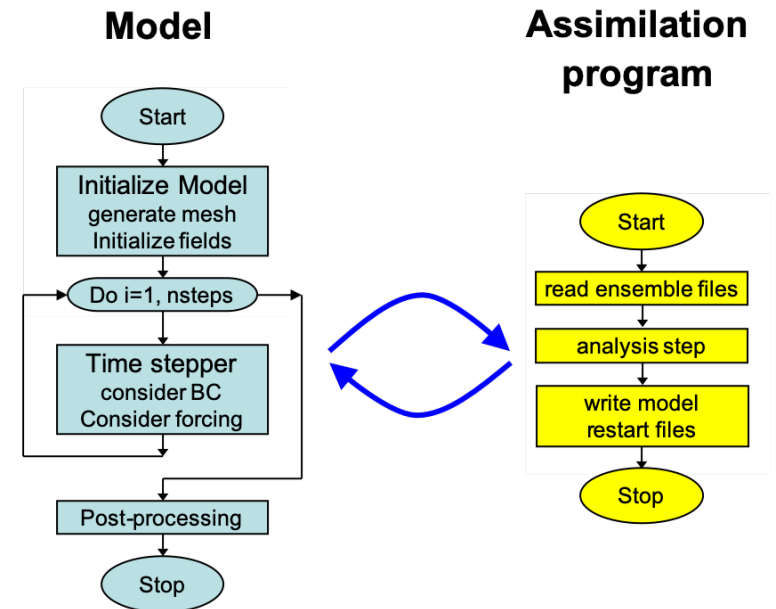 Model
Start
Initialize Model
generate mesh
Initialize fields
Do i=1, nsteps
Time stepper
consider BC
Consider forcing
Post-processing
Stop
Assimilation
program
Start
read ensemble files
analysis step
write model
restart files
Stop